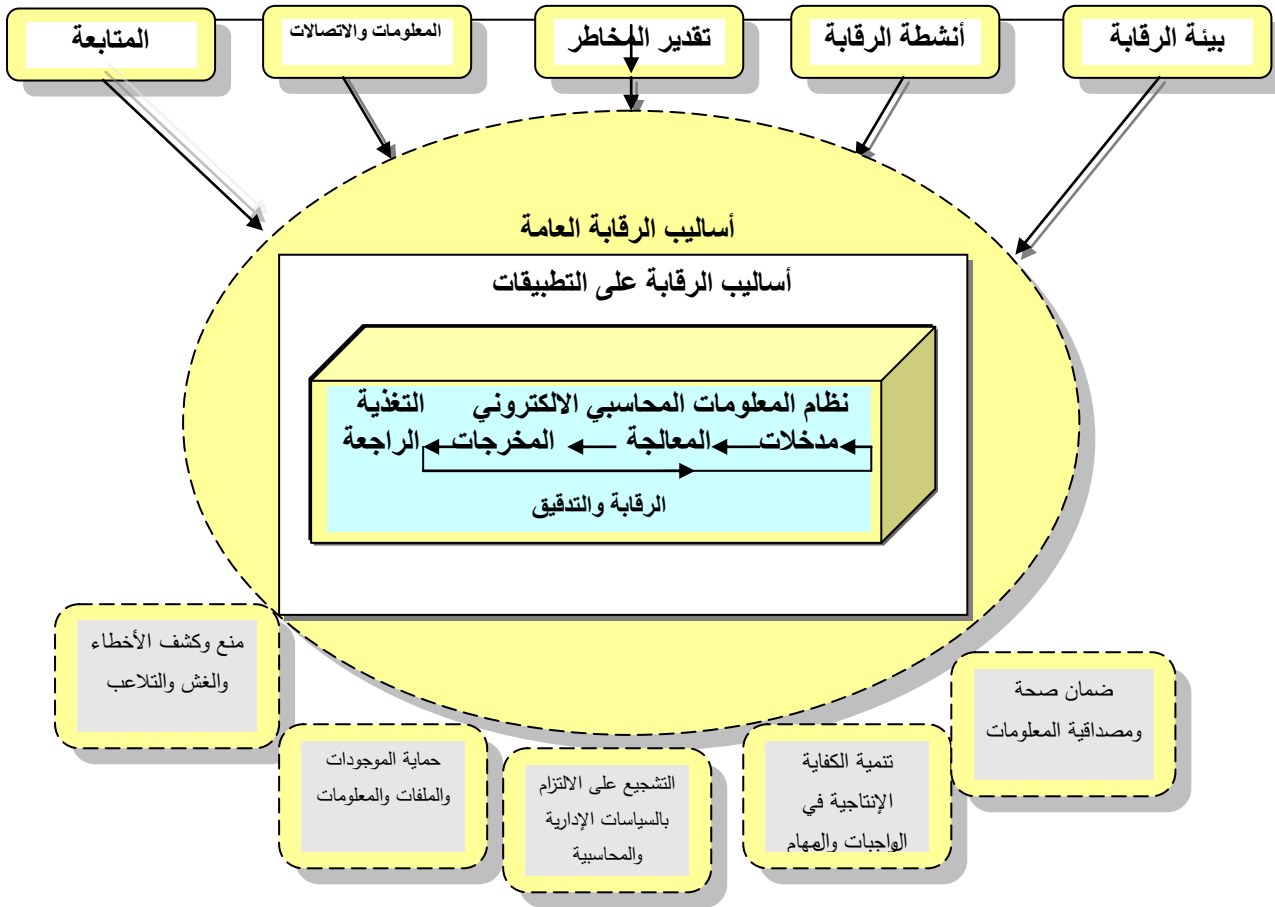 بيئة الرقابة
أنشطة الرقابة
تقدير المخاطر
المعلومات والاتصالات
المتابعة
أساليب الرقابة العامة
أساليب الرقابة على التطبيقات
نظام المعلومات المحاسبي الالكتروني التغذية
مدخلات المعالجة المخرجات الراجعة
الرقابة والتدقيق
ضمان صحة
ومصداقية المعلومات
تنمية الكفاية
الإنتاجية في
الواجبات والمهام
التشجيع على الالتزام
بالسياسات الإدارية
والمحاسبية
حماية الموجودات
والملفات والمعلومات
منع وكشف الأخطاء
والغش والتلاعب